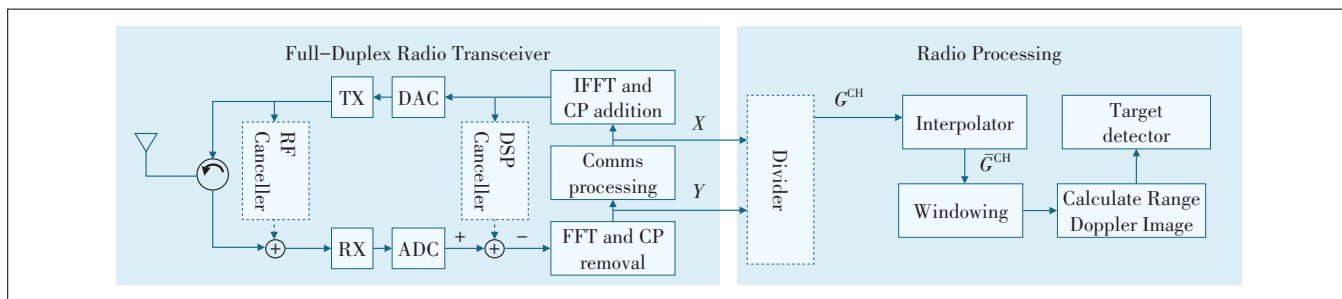 Full-Duplex Radio Transceiver
TX
DAC
IFFT and
CP addition
RF
Canceller
DSP
Canceller
Comms
processing
RX
ADC
+
+
+
−
FFT and CP
removal
X
Y
Radio Processing
Divider
G^CH
Interpolator
G̅^CH
Windowing
Target
detector
Calculate Range
Doppler Image